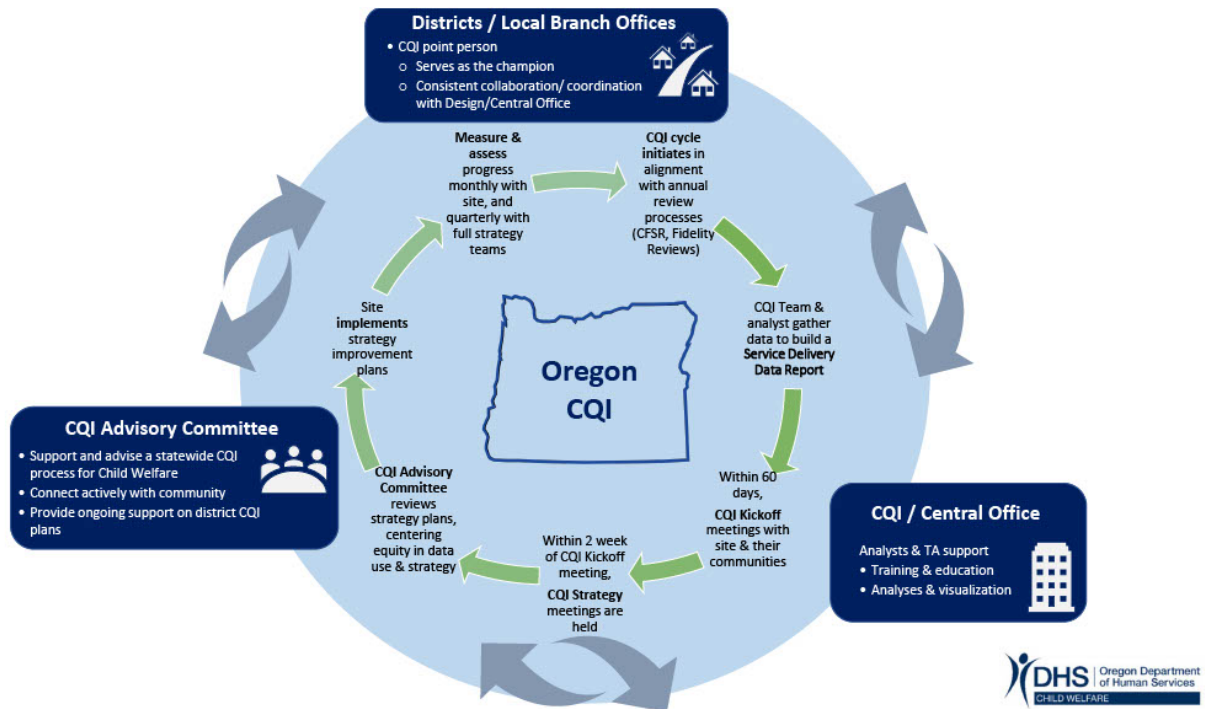 Districts / Local Branch Offices
• CQI point person
o Serves as the champion
o Consistent collaboration/ coordination
with Design/Central Office
Measure &
assess
progress
monthly with
site, and
quarterly with
full strategy
teams
CQI cycle
initiates in
alignment
with annual
review
processes
(CFSR, Fidelity
Reviews)
CQI Team &
analyst gather
data to build a
Service Delivery
Data Report
Within 60
days,
CQI Kickoff
meetings with
site & their
communities
Within 2 week
of CQI Kickoff
meeting,
CQI Strategy
meetings are
held
CQI Advisory
Committee
reviews
strategy plans,
centering
equity in data
use & strategy
Site
implements
strategy
improvement
plans
Oregon
CQI
CQI Advisory Committee
• Support and advise a statewide CQI
process for Child Welfare
• Connect actively with community
• Provide ongoing support on district CQI
plans
CQI / Central Office
Analysts & TA support
• Training & education
• Analyses & visualization
DHS
Oregon Department
of Human Services
CHILD WELFARE